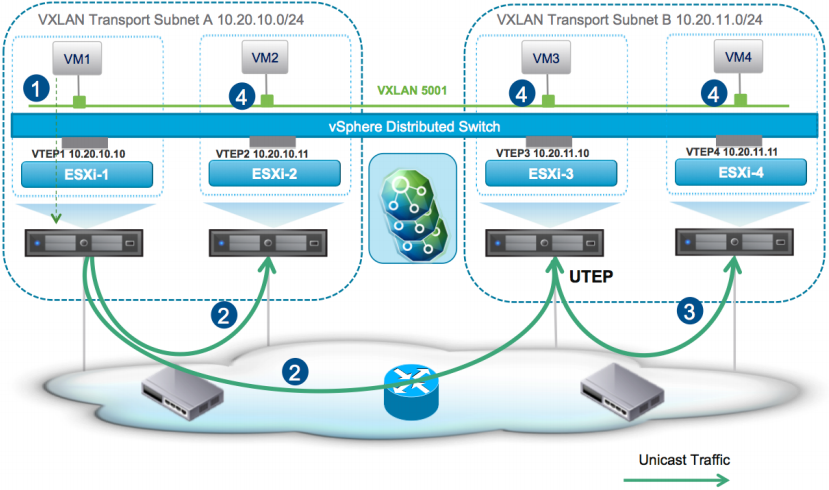 VXLAN Transport Subnet A 10.20.10.0/24
VXLAN Transport Subnet B 10.20.11.0/24
VM1
VM2
VM3
VM4
1
4
4
4
VXLAN 5001
vSphere Distributed Switch
VTEP1 10.20.10.10
VTEP2 10.20.10.11
VTEP3 10.20.11.10
VTEP4 10.20.11.11
ESXi-1
ESXi-2
ESXi-3
ESXi-4
UTEP
2
3
2
Unicast Traffic